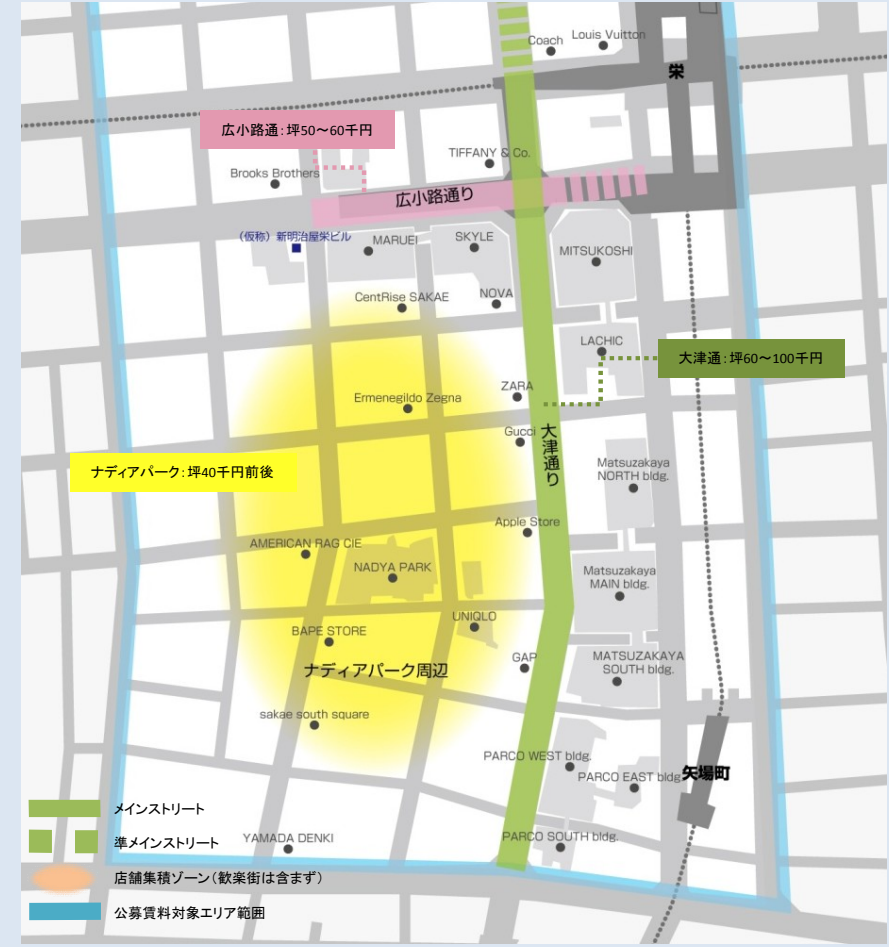 Coach
Louis Vuitton
栄
広小路通:坪50～60千円
TIFFANY & Co.
Brooks Brothers
広小路通り
(仮称) 新明治屋栄ビル
MARUEI
SKYLE
MITSUKOSHI
CentRise SAKAE
NOVA
LACHIC
大津通:坪60～100千円
ZARA
Ermenegildo Zegna
Gucci
大津通り
ナディアパーク:坪40千円前後
Matsuzakaya
NORTH bldg.
Apple Store
AMERICAN RAG CIE
NADYA PARK
Matsuzakaya
MAIN bldg.
UNIQLO
BAPE STORE
ナディアパーク周辺
GAP
MATSUZAKAYA
SOUTH bldg.
sakae south square
PARCO WEST bldg.
PARCO EAST bldg.
矢場町
メインストリート
準メインストリート
YAMADA DENKI
PARCO SOUTH bldg.
店舗集積ゾーン(歓楽街は含まず)
公募賃料対象エリア範囲